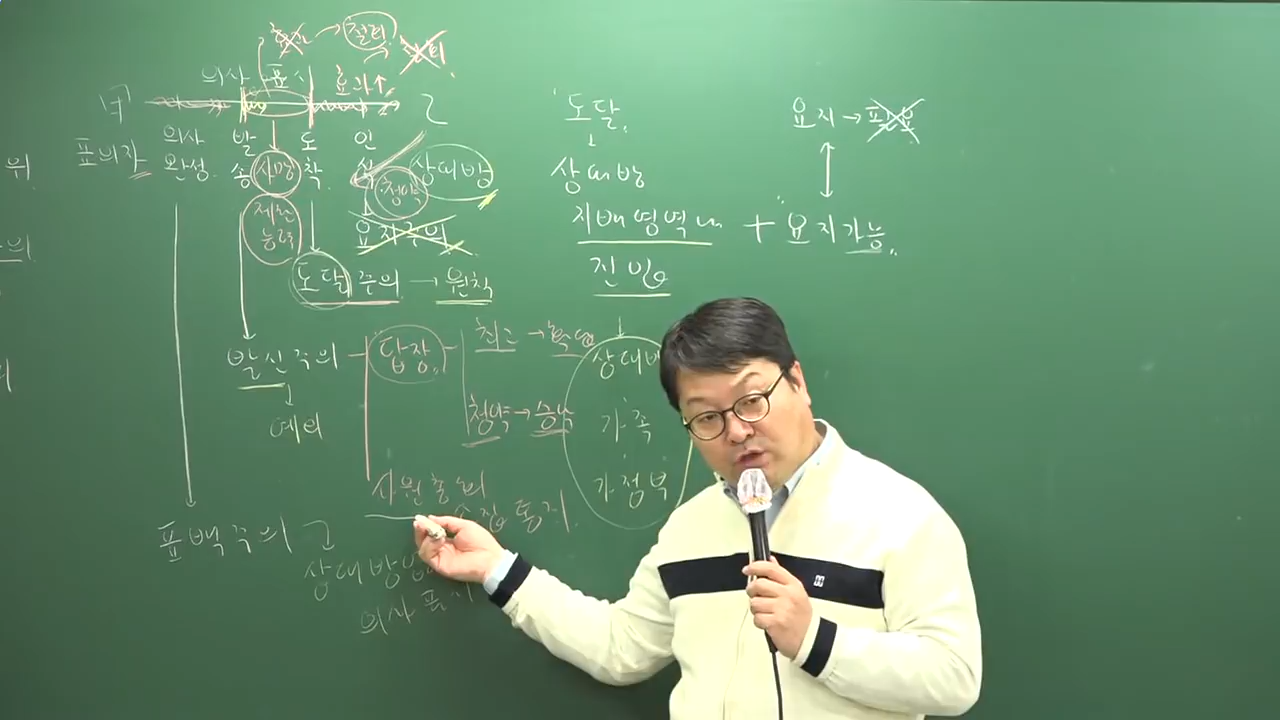 철회
의사 표시
효과↑
표의자
의사 완성
발송
사망
도착
인식
청약
상대방
제한능력
요지주의
도달주의 → 원칙
발신주의
예외
답장
최고 → 확답
청약 → 승낙
사원총회
소집통지
표백주의
상대방
의사표시
도달
상대방
지배영역내 + 요지가능
진입
상대방
가족
가정부
요지 → 필요
위
H